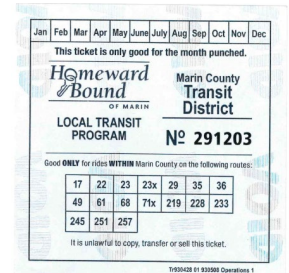 Jan Feb Mar Apr May June July Aug Sep Oct Nov Dec
This ticket is only good for the month punched.
Homeward
Bound
OF MARIN
LOCAL TRANSIT
PROGRAM
Marin County
Transit
District
Nº 291203
Good ONLY for rides WITHIN Marin County on the following routes:
17 22 23 23x 29 35 36
49 61 68 71x 219 228 233
245 251 257
It is unlawful to copy, transfer or sell this ticket.
Tr930428 01 930500 Operations 1